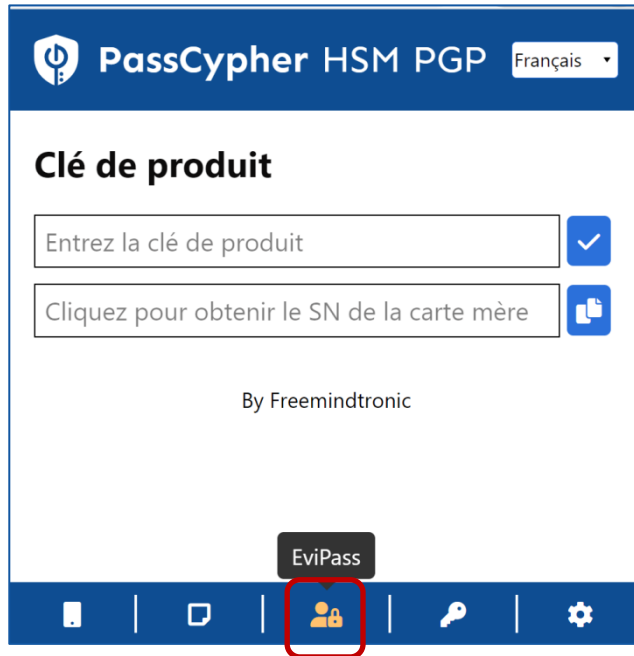 PassCypher HSM PGP
Français
Clé de produit
Entrez la clé de produit
Cliquez pour obtenir le SN de la carte mère
By Freemindtronic
EviPass